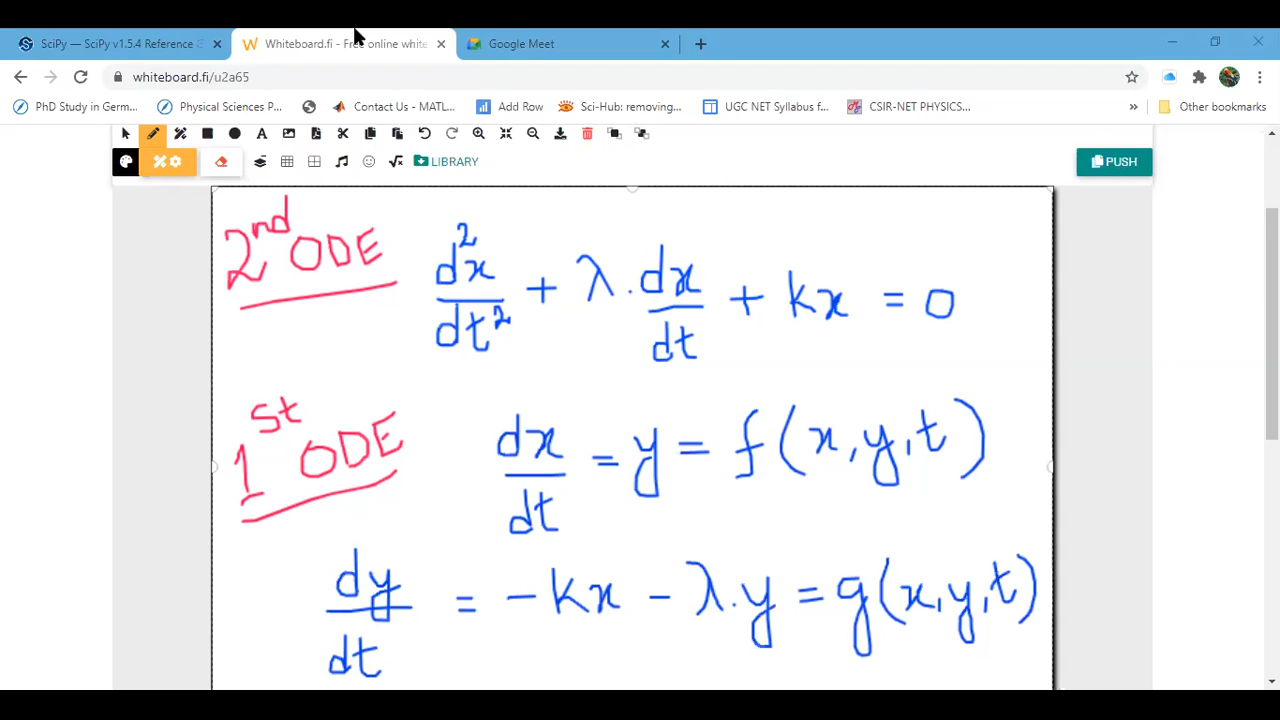 SciPy — SciPy v1.5.4 Reference
Whiteboard.fi - Free online white
Google Meet
whiteboard.fi/u2a65
PhD Study in Germ...
Physical Sciences P...
Contact Us - MATL...
Add Row
Sci-Hub: removing...
UGC NET Syllabus f...
CSIR-NET PHYSICS...
»
Other bookmarks
LIBRARY
PUSH
2nd ODE
d²x/dt² + λ.dx/dt + kx = 0
1st ODE
dx/dt = y = f(x,y,t)
dy/dt = -kx - λ.y = g(x,y,t)